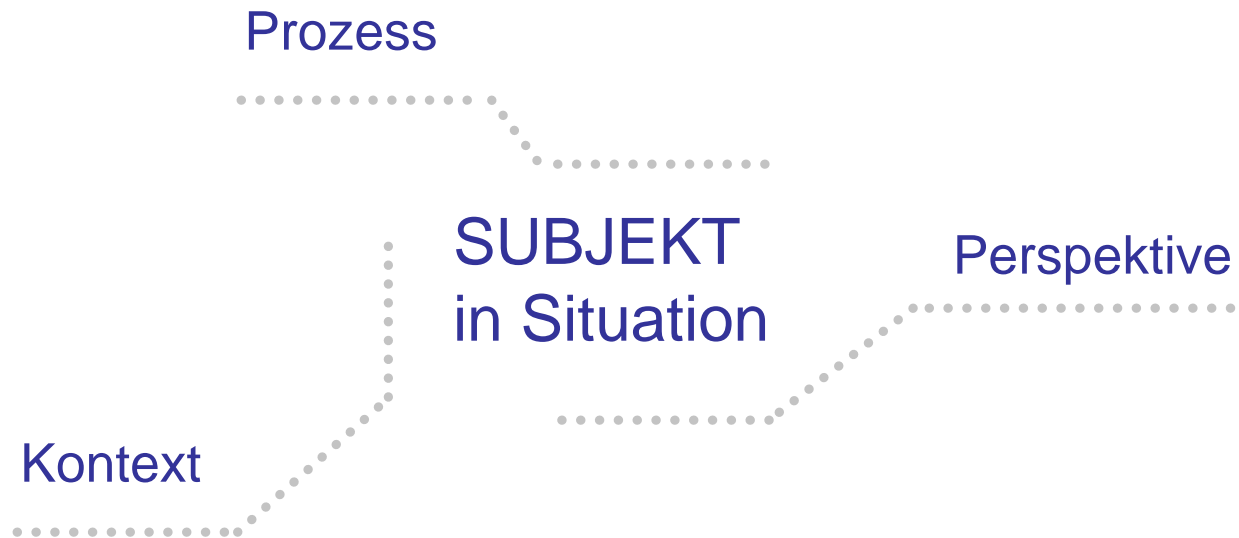 Prozess
SUBJEKT
in Situation
Perspektive
Kontext